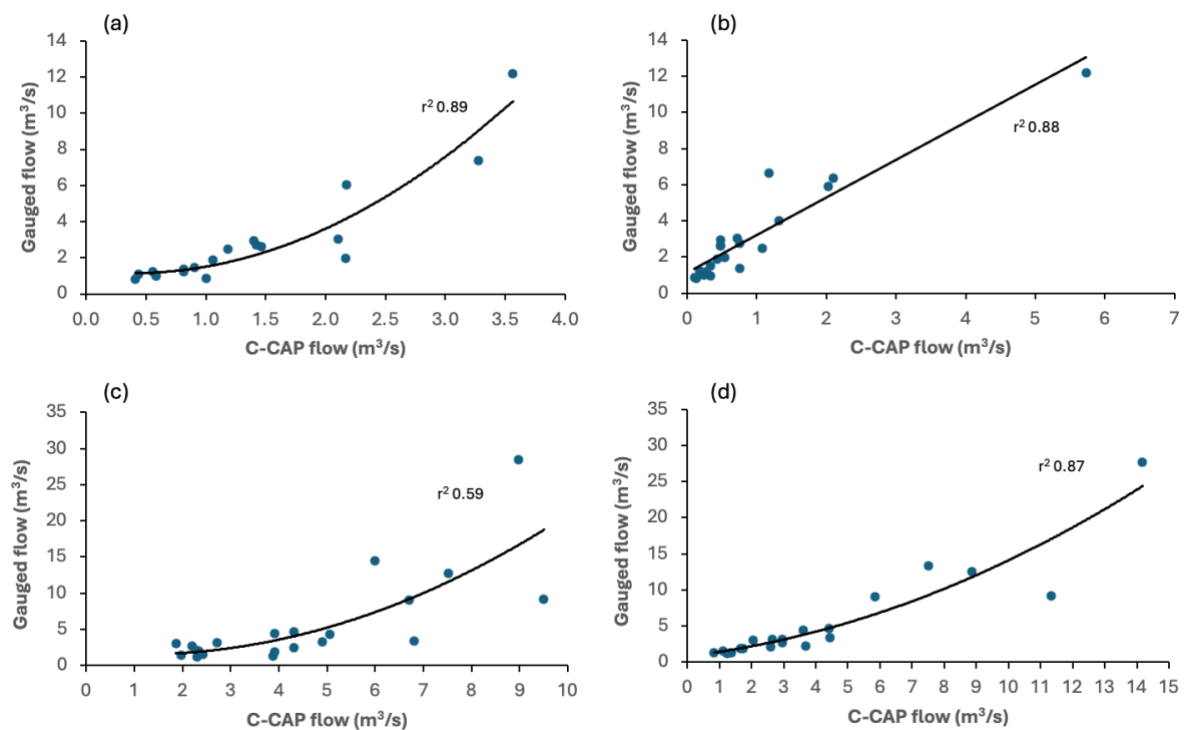 (a)
14
12
10
8
6
4
2
0
Gauged flow (m³/s)
r² 0.89
0.0 0.5 1.0 1.5 2.0 2.5 3.0 3.5 4.0
C-CAP flow (m³/s)
(b)
14
12
10
8
6
4
2
0
Gauged flow (m³/s)
r² 0.88
0 1 2 3 4 5 6 7
C-CAP flow (m³/s)
(c)
35
30
25
20
15
10
5
0
Gauged flow (m³/s)
r² 0.59
0 1 2 3 4 5 6 7 8 9 10
C-CAP flow (m³/s)
(d)
35
30
25
20
15
10
5
0
Gauged flow (m³/s)
r² 0.87
0 1 2 3 4 5 6 7 8 9 10 11 12 13 14 15
C-CAP flow (m³/s)